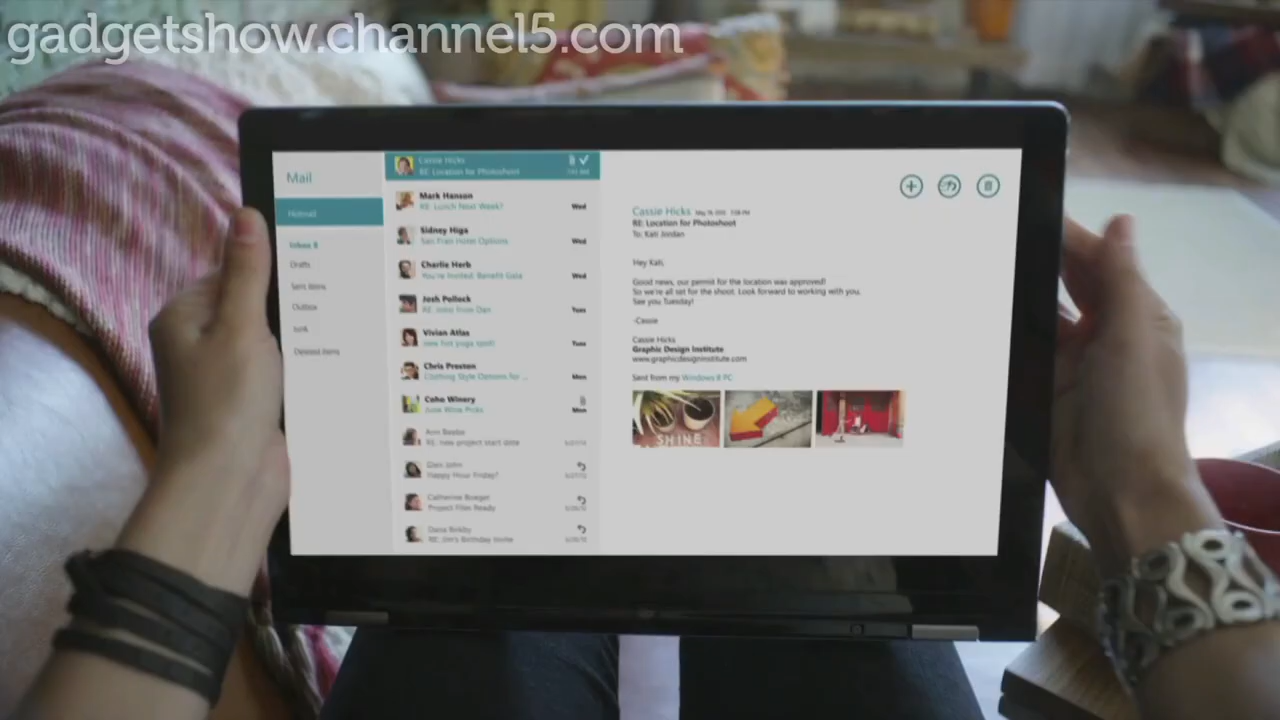 gadgetshow.channel5.com
Mail
Hotmail
Inbox 8
Drafts
Sent items
Outbox
Junk
Deleted items
Cassie Hicks
RE: Location for Photoshoot
Mark Hanson
RE: Lunch Next Week?
Wed
Sidney Higa
San Fran Hotel Options
Wed
Charlie Herb
You're Invited: Benefit Gala
Wed
Josh Pollock
RE: Intro from Dan
Tues
Vivian Atlas
new hot yoga spot!
Tues
Chris Preston
Clothing Style Options for ...
Mon
Coho Winery
June Wine Picks
Mon
Ann Beebe
RE: new project start date
Dan John
Happy Hour Friday?
Catherine Boeger
Project Files Ready
Dana Birkby
RE: Jim's Birthday Invite
Cassie Hicks
RE: Location for Photoshoot
To: Kati Jordan
Hey Kati,
Good news, our permit for the location was approved!
So we're all set for the shoot. Look forward to working with you.
See you Tuesday!
-Cassie
Cassie Hicks
Graphic Design Institute
www.graphicdesigninstitute.com
Sent from my Windows 8 PC
SHINE